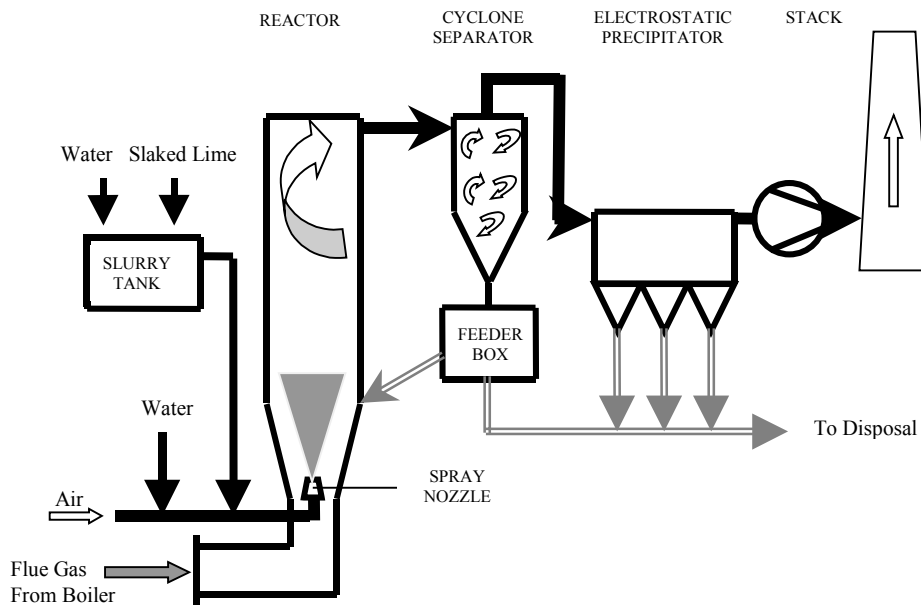 REACTOR
CYCLONE
SEPARATOR
ELECTROSTATIC
PRECIPITATOR
STACK
Water
Slaked Lime
SLURRY
TANK
FEEDER
BOX
Water
To Disposal
SPRAY
NOZZLE
Air
Flue Gas
From Boiler